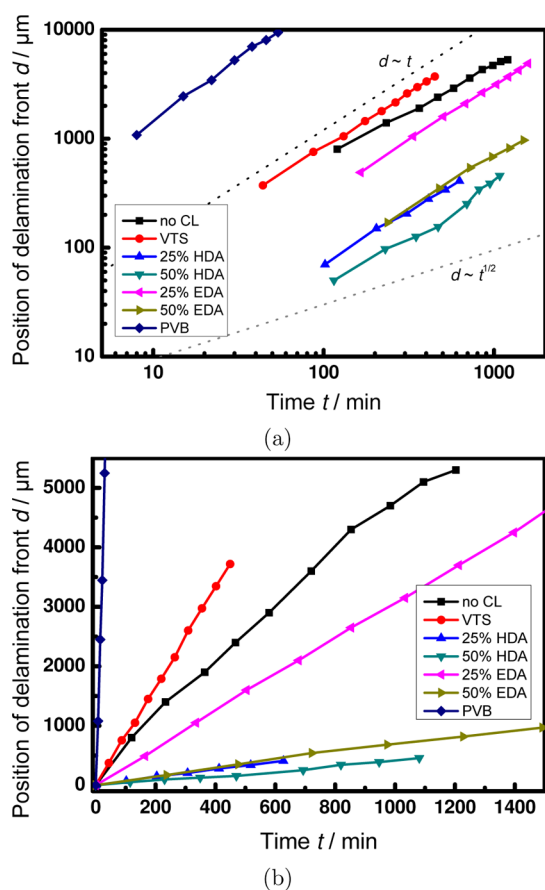 (a)
Position of delamination front d / µm
10000
1000
100
10
d ~ t
d ~ t^1/2
no CL
VTS
25% HDA
50% HDA
25% EDA
50% EDA
PVB
10
100
1000
Time t / min
(a)
Position of delamination front d / µm
5000
4000
3000
2000
1000
0
no CL
VTS
25% HDA
50% HDA
25% EDA
50% EDA
PVB
0
200
400
600
800
1000
1200
1400
Time t / min
(b)